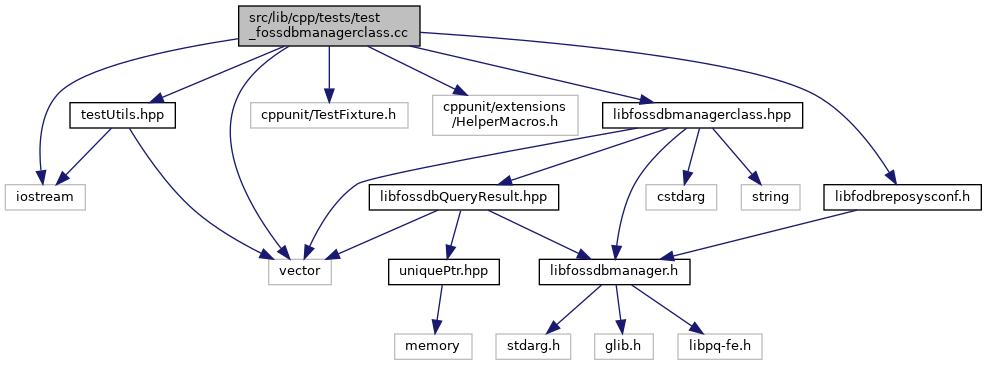 src/lib/cpp/tests/test
_fossdbmanagerclass.cc
testUtils.hpp
cppunit/TestFixture.h
cppunit/extensions
/HelperMacros.h
libfossdbmanagerclass.hpp
iostream
libfossdbQueryResult.hpp
cstdarg
string
libfodbreposysconf.h
vector
uniquePtr.hpp
libfossdbmanager.h
memory
stdarg.h
glib.h
libpq-fe.h